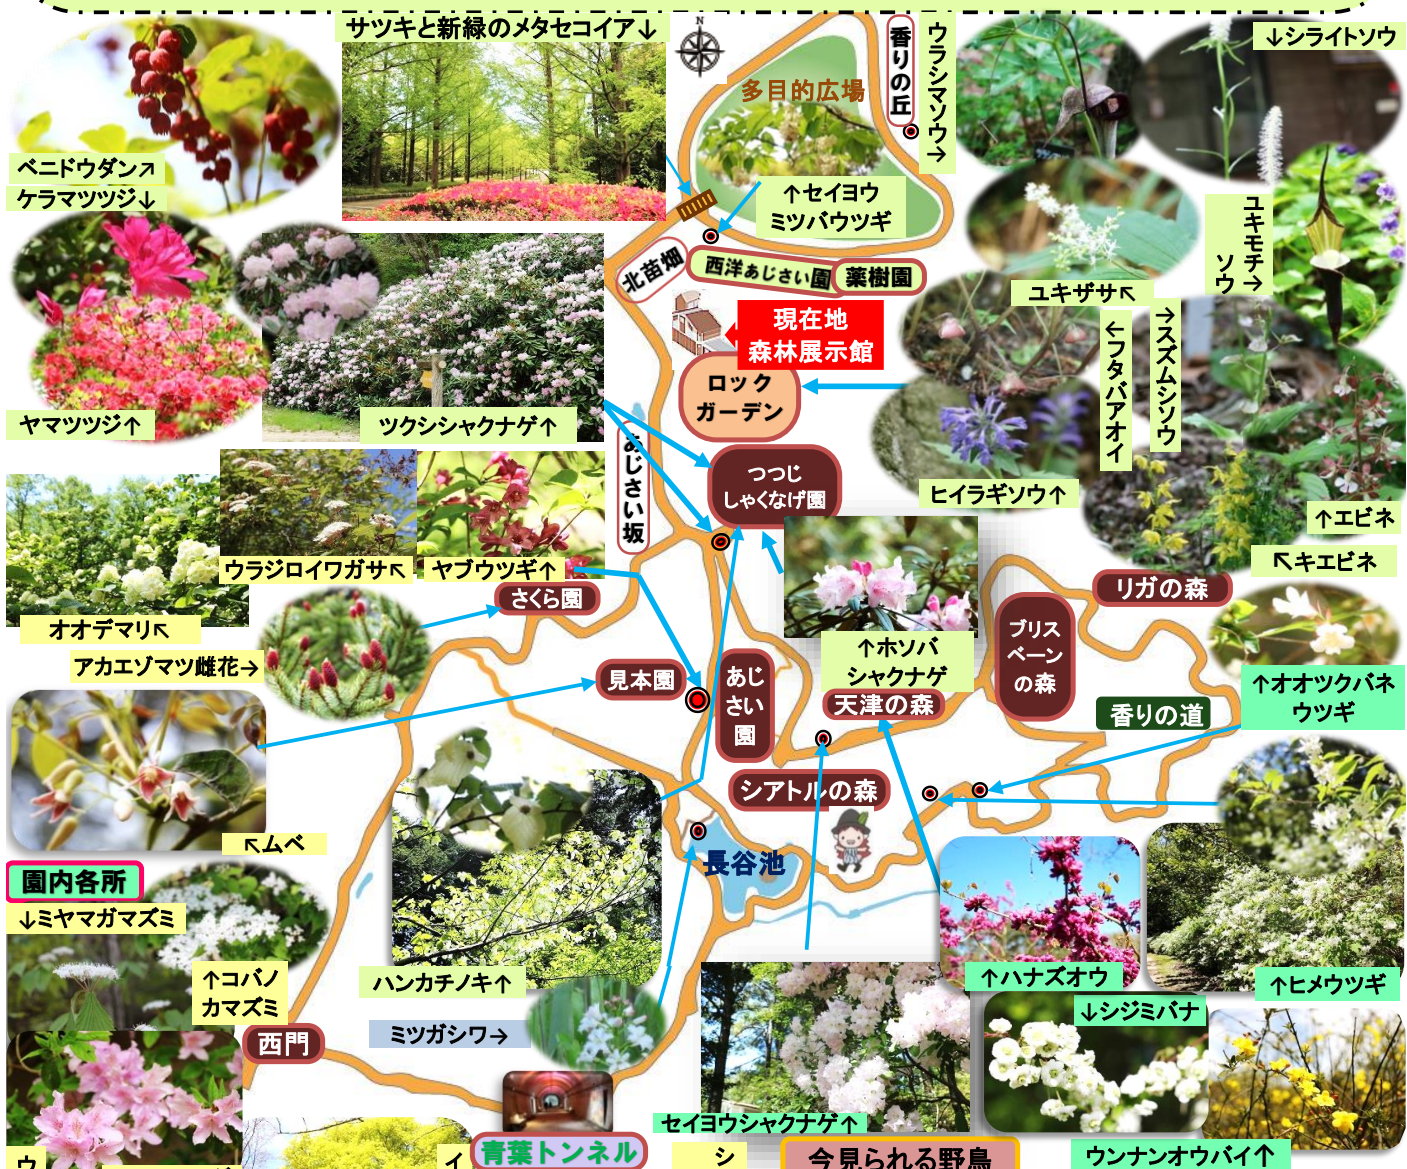 サツキと新緑のメタセコイア↓
N
香りの丘
ウラシマソウ→
↓シライトソウ
多目的広場
ベニドウダン↗
ケラマツツジ↓
↑セイヨウ
ミツバウツギ
ユキモチ→
ソウ
北苗畑
西洋あじさい園
薬樹園
ユキザサ↖
現在地
森林展示館
←フタバアオイ
→スズムシソウ
ロック
ガーデン
ヤマツツジ↑
ツクシシャクナゲ↑
あじさい坂
つつじ
しゃくなげ園
ヒイラギソウ↑
↑エビネ
↖キエビネ
ウラジロイワガサ↖
ヤブウツギ↑
さくら園
リガの森
オオデマリ↖
ブリス
ベーン
の森
↑ホソバ
シャクナゲ
アカエゾマツ雌花→
見本園
あじ
さい
園
天津の森
香りの道
↑オオツクバネ
ウツギ
シアトルの森
↖ムベ
長谷池
園内各所
↓ミヤマガマズミ
↑コバノ
カマズミ
ハンカチノキ↑
↑ハナズオウ
↑ヒメウツギ
↓シジミバナ
ミツガシワ→
西門
セイヨウシャクナゲ↑
青葉トンネル
ウンナンオウバイ↑
ウ
イ
シ
今見られる野鳥